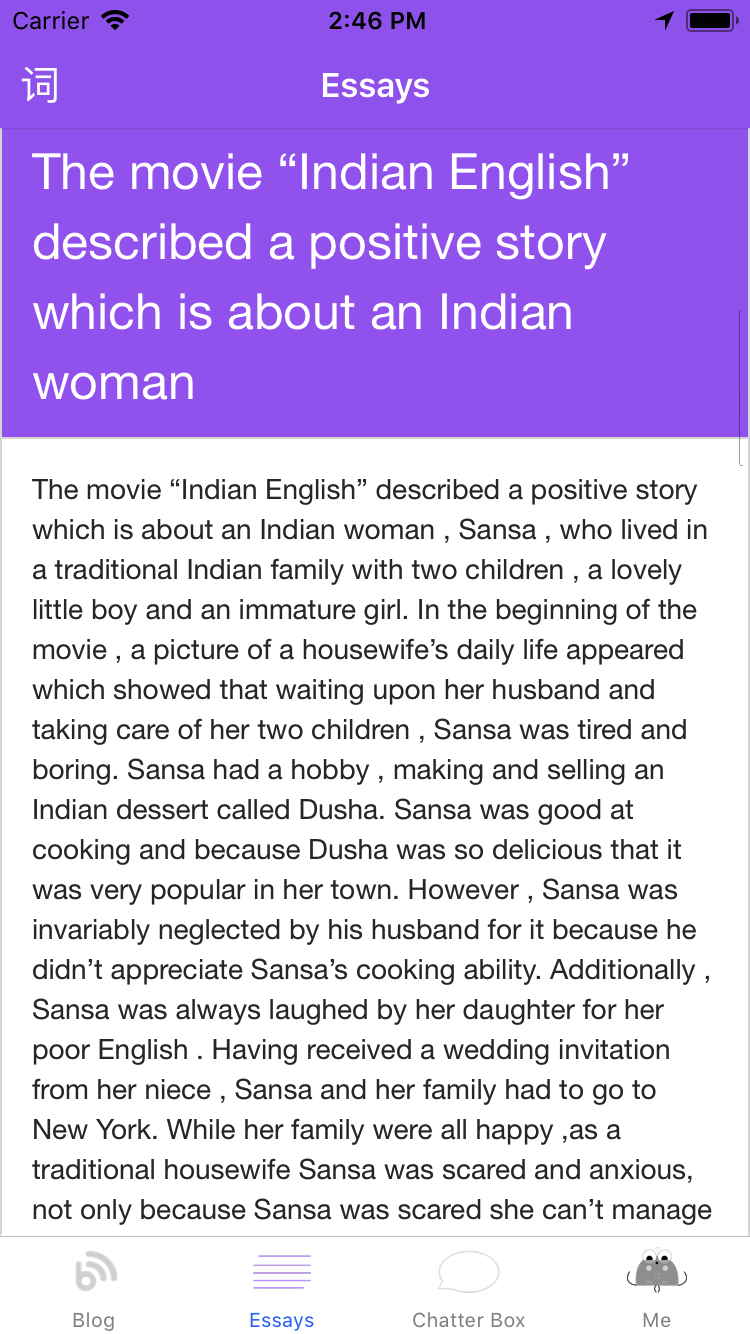 Carrier
2:46 PM
词
Essays
The movie “Indian English”
described a positive story
which is about an Indian
woman
The movie “Indian English” described a positive story
which is about an Indian woman , Sansa , who lived in
a traditional Indian family with two children , a lovely
little boy and an immature girl. In the beginning of the
movie , a picture of a housewife’s daily life appeared
which showed that waiting upon her husband and
taking care of her two children , Sansa was tired and
boring. Sansa had a hobby , making and selling an
Indian dessert called Dusha. Sansa was good at
cooking and because Dusha was so delicious that it
was very popular in her town. However , Sansa was
invariably neglected by his husband for it because he
didn’t appreciate Sansa’s cooking ability. Additionally ,
Sansa was always laughed by her daughter for her
poor English . Having received a wedding invitation
from her niece , Sansa and her family had to go to
New York. While her family were all happy ,as a
traditional housewife Sansa was scared and anxious,
not only because Sansa was scared she can’t manage
Blog
Essays
Chatter Box
Me